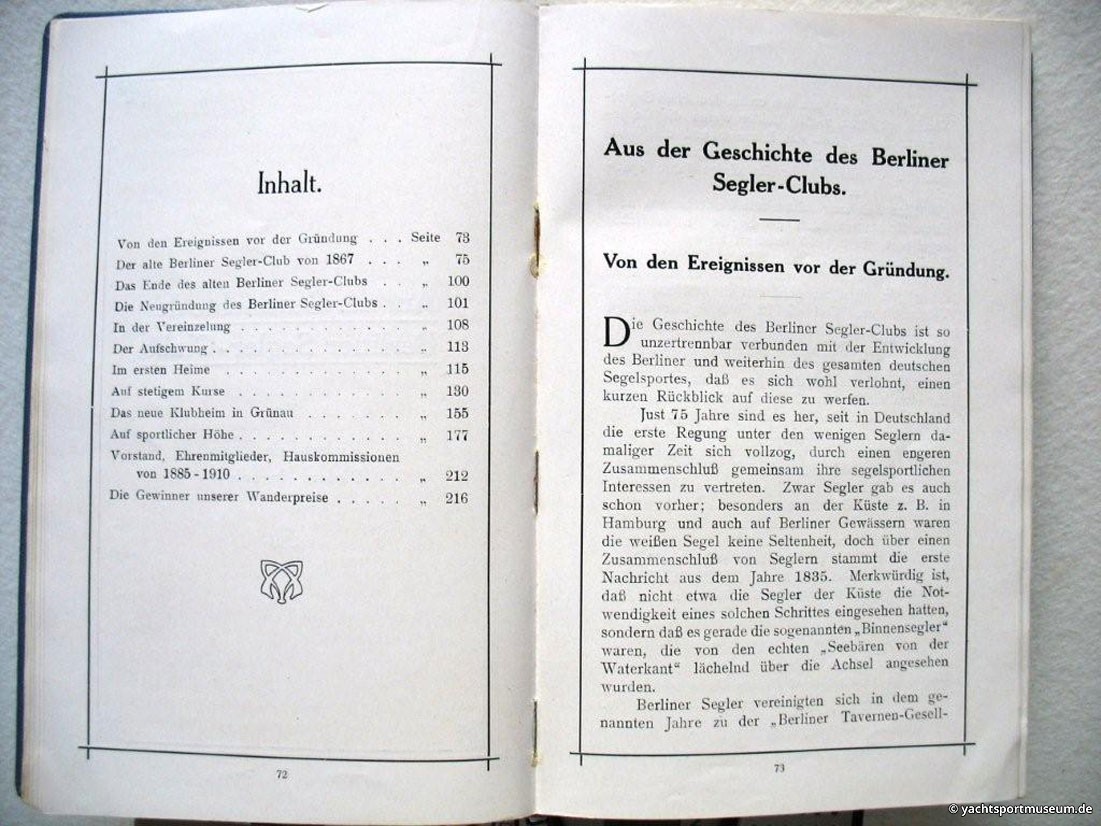 Inhalt.
Von den Ereignissen vor der Gründung . . . Seite 73
Der alte Berliner Segler-Club von 1867 . . . „ 75
Das Ende des alten Berliner Segler-Clubs . . „ 100
Die Neugründung des Berliner Segler-Clubs . . „ 101
In der Vereinzelung . . . . . . . . . . „ 108
Der Aufschwung . . . . . . . . . . . „ 113
Im ersten Heime . . . . . . . . . . „ 115
Auf stetigem Kurse . . . . . . . . . . „ 130
Das neue Klubheim in Grünau . . . . . . . „ 155
Auf sportlicher Höhe . . . . . . . . . . „ 177
Vorstand, Ehrenmitglieder, Hauskommissionen
von 1885-1910 . . . . . . . . . . „ 212
Die Gewinner unserer Wanderpreise . . . . . „ 216
72
Aus der Geschichte des Berliner
Segler-Clubs.
Von den Ereignissen vor der Gründung.
Die Geschichte des Berliner Segler-Clubs ist so
unzertrennbar verbunden mit der Entwicklung
des Berliner und weiterhin des gesamten deutschen
Segelsportes, daß es sich wohl verlohnt, einen
kurzen Rückblick auf diese zu werfen.
Just 75 Jahre sind es her, seit in Deutschland
die erste Regung unter den wenigen Seglern da-
maliger Zeit sich vollzog, durch einen engeren
Zusammenschluß gemeinsam ihre segelsportlichen
Interessen zu vertreten. Zwar Segler gab es auch
schon vorher; besonders an der Küste z. B. in
Hamburg und auch auf Berliner Gewässern waren
die weißen Segel keine Seltenheit, doch über einen
Zusammenschluß von Seglern stammt die erste
Nachricht aus dem Jahre 1835. Merkwürdig ist,
daß nicht etwa die Segler der Küste die Not-
wendigkeit eines solchen Schrittes eingesehen hatten,
sondern daß es gerade die sogenannten „Binnensegler“
waren, die von den echten „Seebären von der
Waterkant“ lächelnd über die Achsel angesehen
wurden.
Berliner Segler vereinigten sich in dem ge-
nannten Jahre zu der „Berliner Tavernen-Gesell-
73
© yachtsportmuseum.de